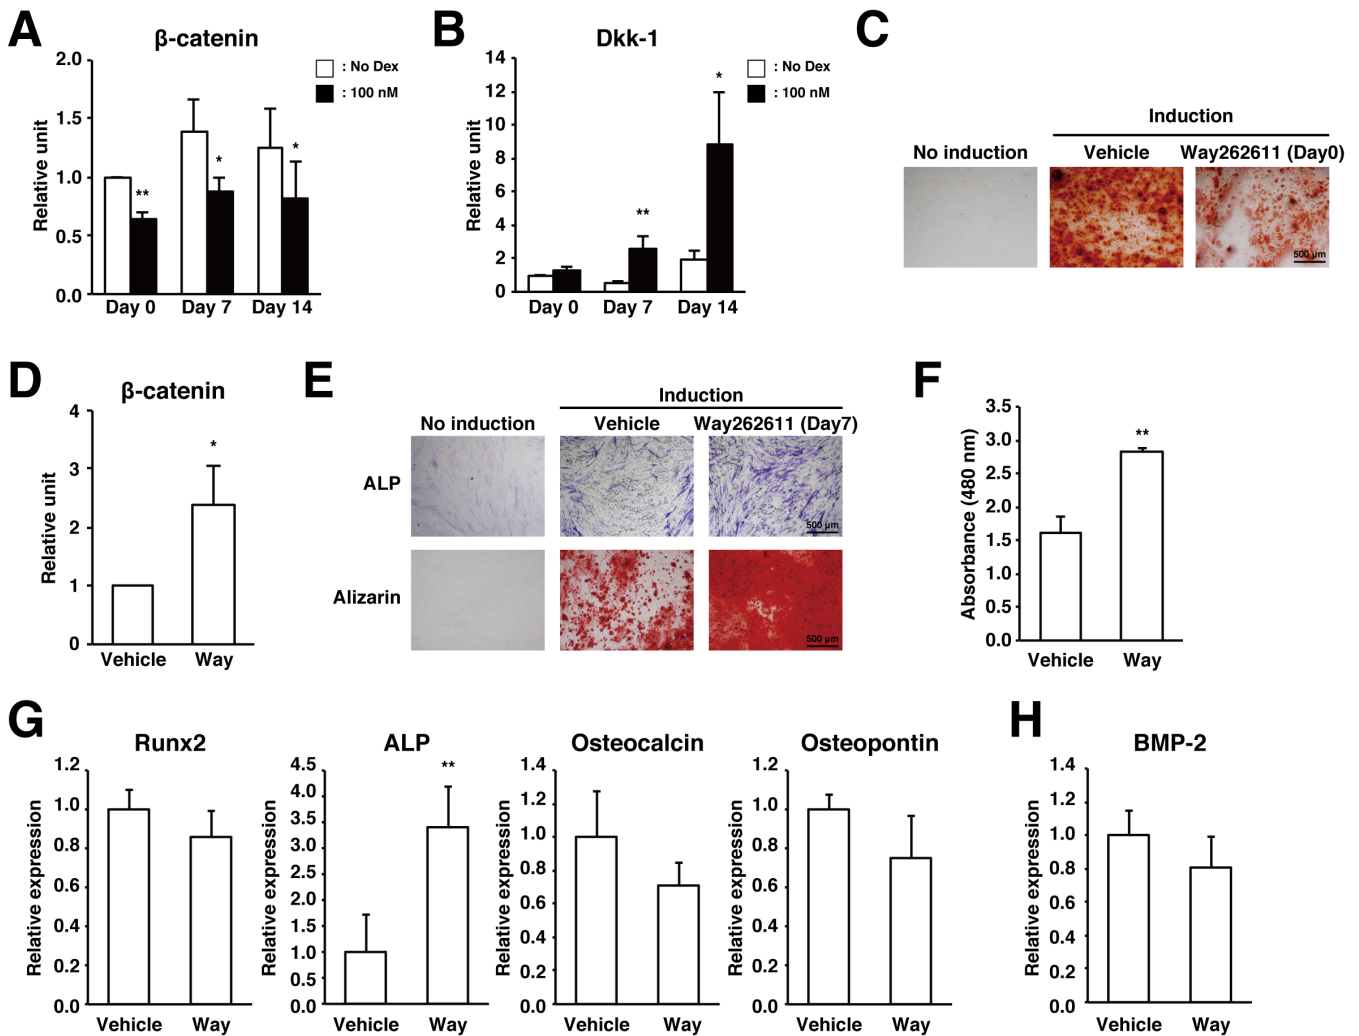 A
β-catenin
2.0
1.5
1.0
0.5
0.0
Relative unit
: No Dex
: 100 nM
**
*
*
Day 0 Day 7 Day 14
B
Dkk-1
14
12
10
8
6
4
2
0
Relative unit
: No Dex
: 100 nM
**
*
Day 0 Day 7 Day 14
C
Induction
No induction Vehicle Way262611 (Day0)
500 µm
D
β-catenin
4
3
2
1
0
Relative unit
*
Vehicle Way
E
Induction
No induction Vehicle Way262611 (Day7)
ALP
500 µm
Alizarin
500 µm
F
3.5
3.0
2.5
2.0
1.5
1.0
0.5
0.0
Absorbance (480 nm)
**
Vehicle Way
G
Runx2
1.2
1.0
0.8
0.6
0.4
0.2
0.0
Relative expression
Vehicle Way
ALP
4.5
4.0
3.5
3.0
2.5
2.0
1.5
1.0
0.5
0.0
Relative expression
**
Vehicle Way
Osteocalcin
1.4
1.2
1.0
0.8
0.6
0.4
0.2
0.0
Relative expression
Vehicle Way
Osteopontin
1.2
1.0
0.8
0.6
0.4
0.2
0.0
Relative expression
Vehicle Way
H
BMP-2
1.4
1.2
1.0
0.8
0.6
0.4
0.2
0.0
Relative expression
Vehicle Way